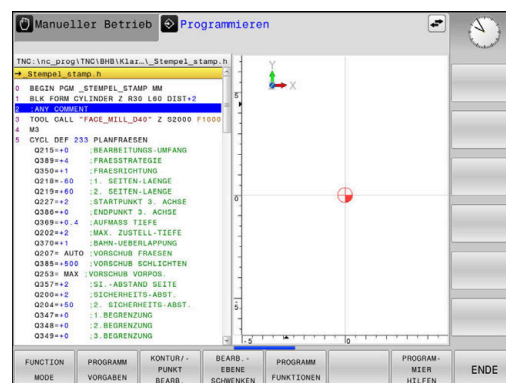 Manueller Betrieb
Programmieren
TNC:\nc_prog\TNC\BHB\Klar…\_Stempel_stamp.h
→_Stempel_stamp.h
0 BEGIN PGM _STEMPEL_STAMP MM
1 BLK FORM CYLINDER Z R30 L60 DIST+2
2 ;ANY COMMENT
3 TOOL CALL "FACE_MILL_D40" Z S2000 F1000
4 M3
5 CYCL DEF 233 PLANFRAESEN
Q215=+0 ;BEARBEITUNGS-UMFANG
Q389=+4 ;FRAESSTRATEGIE
Q350=+1 ;FRAESRICHTUNG
Q218=-60 ;1. SEITEN-LAENGE
Q219=+60 ;2. SEITEN-LAENGE
Q227=+2 ;STARTPUNKT 3. ACHSE
Q386=+0 ;ENDPUNKT 3. ACHSE
Q369=+0.4 ;AUFMASS TIEFE
Q202=+2 ;MAX. ZUSTELL-TIEFE
Q370=+1 ;BAHN-UEBERLAPPUNG
Q207= AUTO ;VORSCHUB FRAESEN
Q385=+500 ;VORSCHUB SCHLICHTEN
Q253= MAX ;VORSCHUB VORPOS.
Q357=+2 ;SI.-ABSTAND SEITE
Q200=+2 ;SICHERHEITS-ABST.
Q204=+50 ;2. SICHERHEITS-ABST.
Q347=+0 ;1.BEGRENZUNG
Q348=+0 ;2.BEGRENZUNG
Q349=+0 ;3.BEGRENZUNG
Y
X
5
0
-5
-5
0
FUNCTION
MODE
PROGRAMM
VORGABEN
KONTUR/-
PUNKT
BEARB.
BEARB.-
EBENE
SCHWENKEN
PROGRAMM
FUNKTIONEN
PROGRAM-
MIER
HILFEN
ENDE